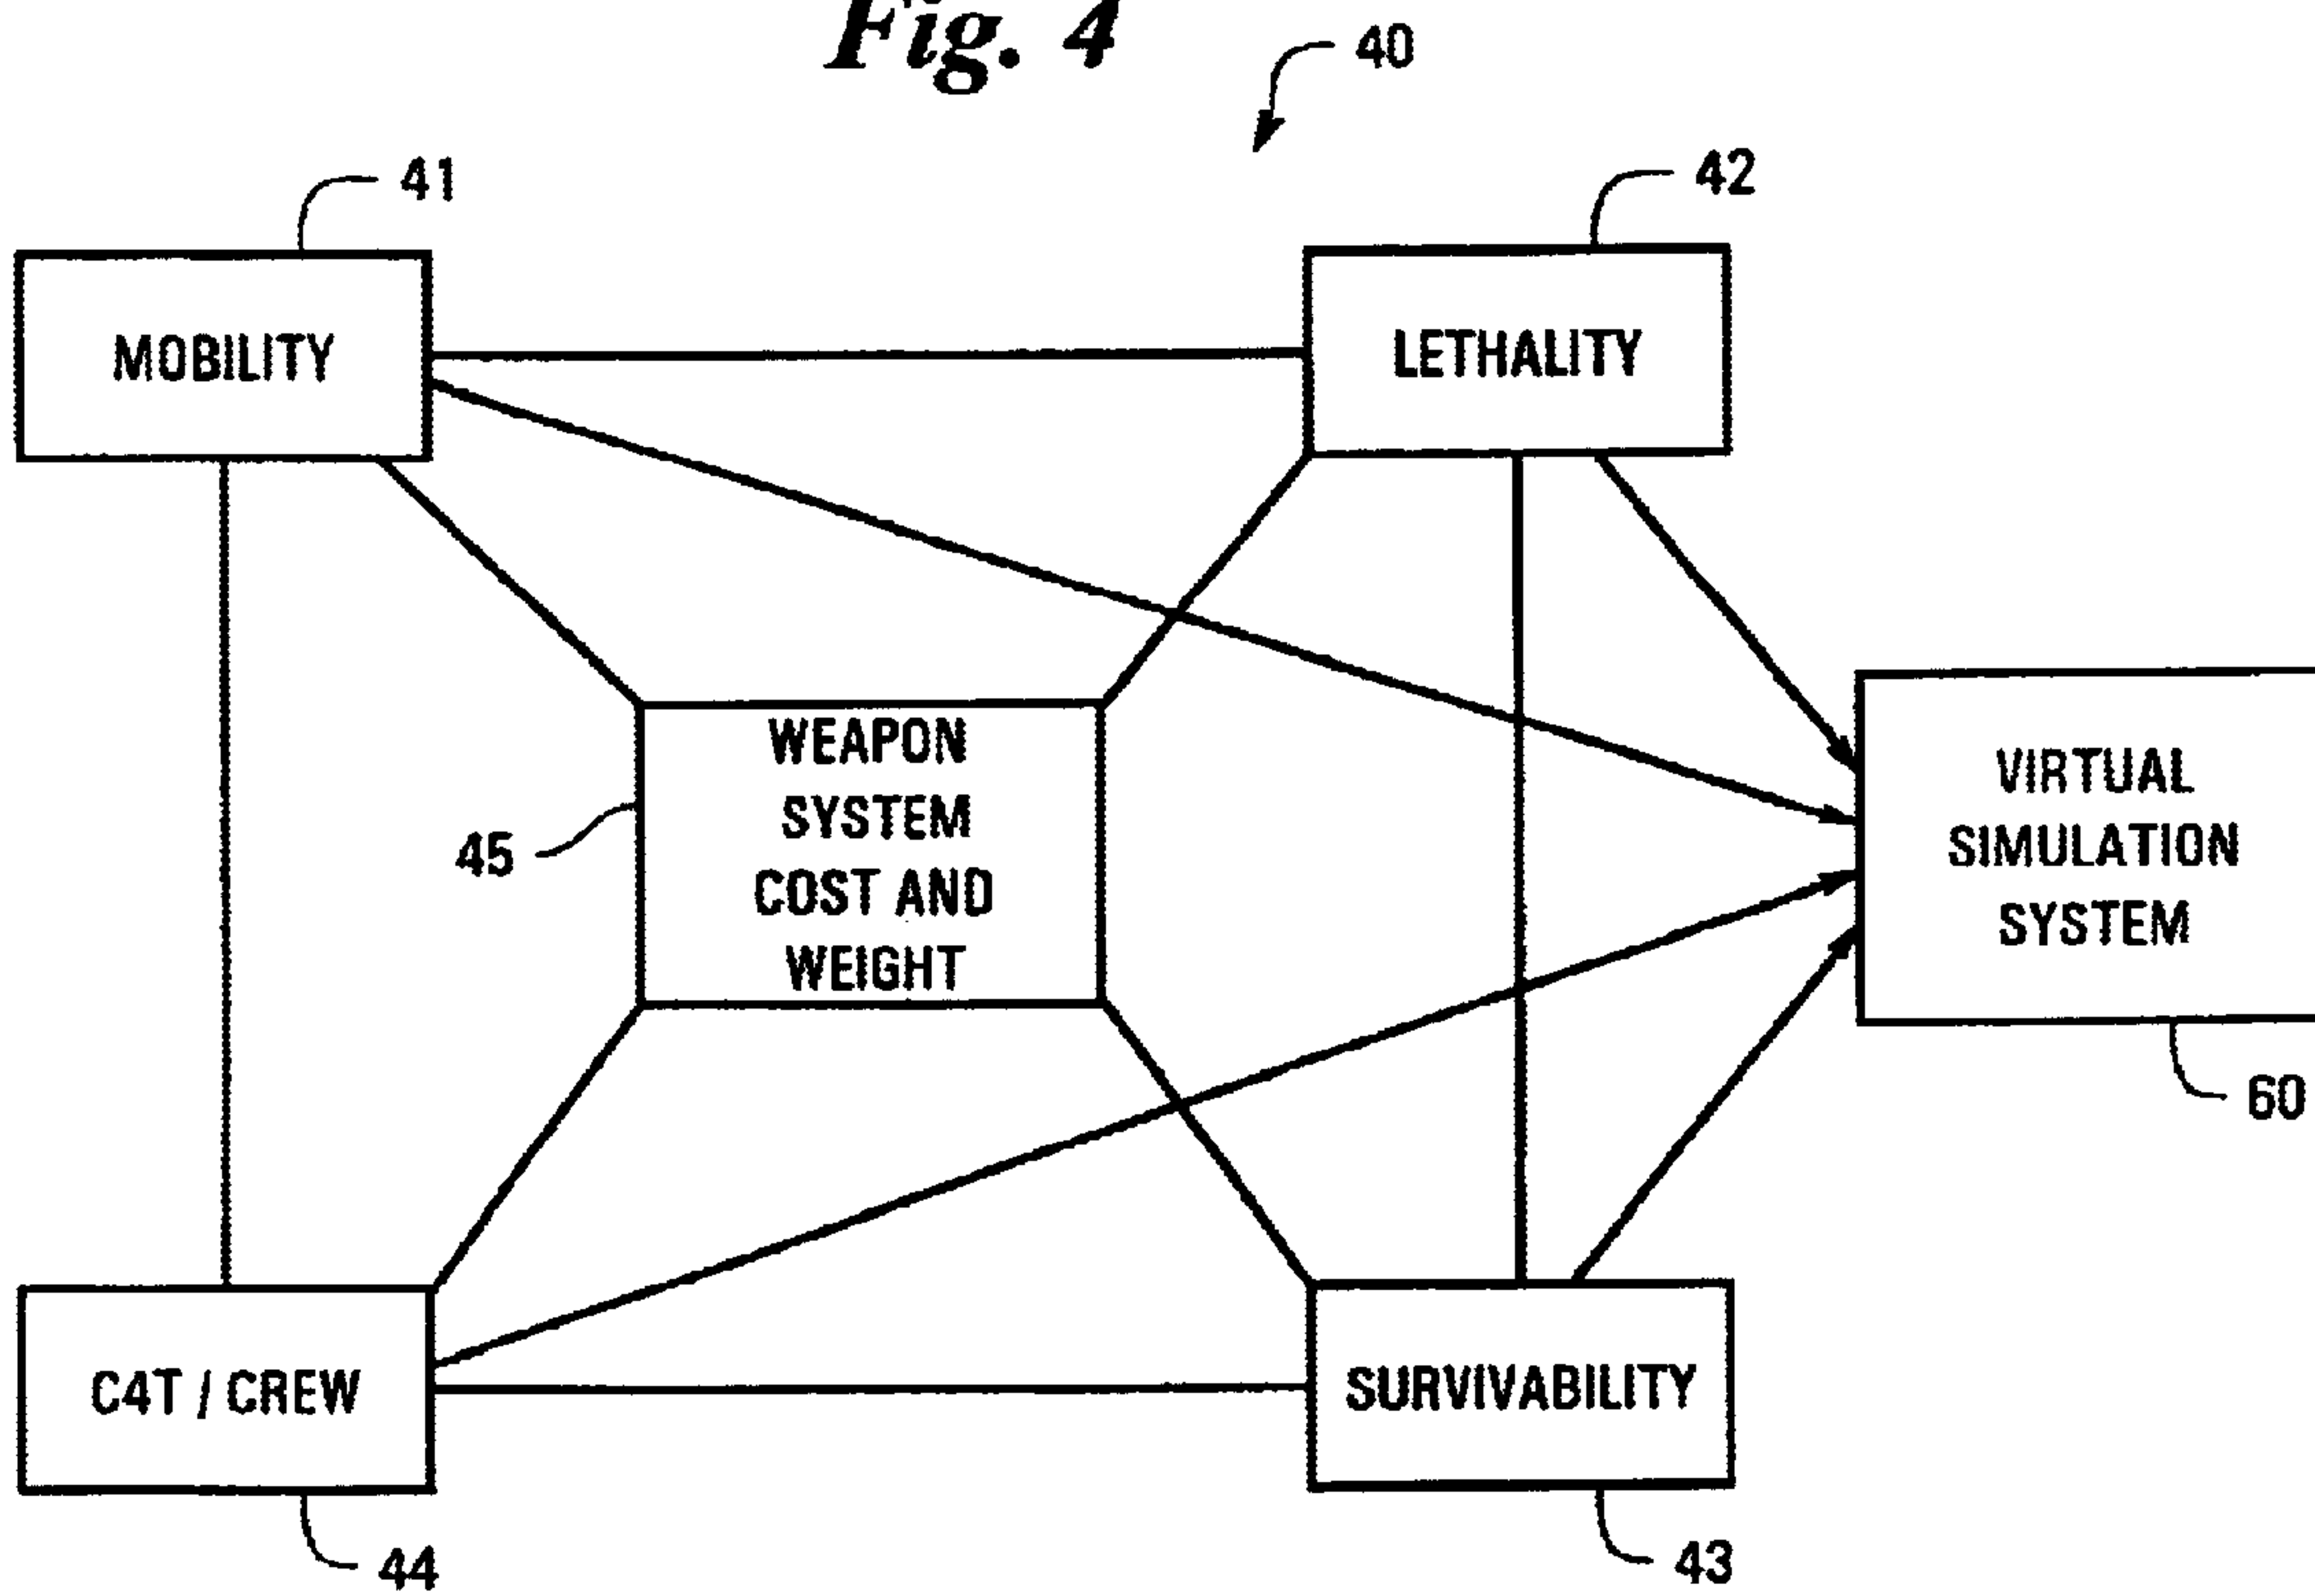 Fig. 4
40
41
42
MOBILITY
LETHALITY
WEAPON
SYSTEM
COST AND
WEIGHT
45
VIRTUAL
SIMULATION
SYSTEM
60
C4T / CREW
SURVIVABILITY
44
43